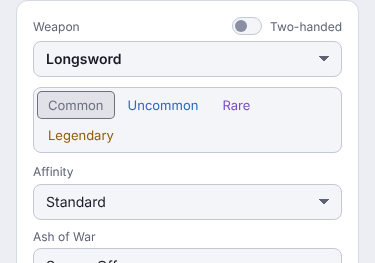 Weapon Two-handed
Longsword
Common Uncommon Rare
Legendary
Affinity
Standard
Ash of War